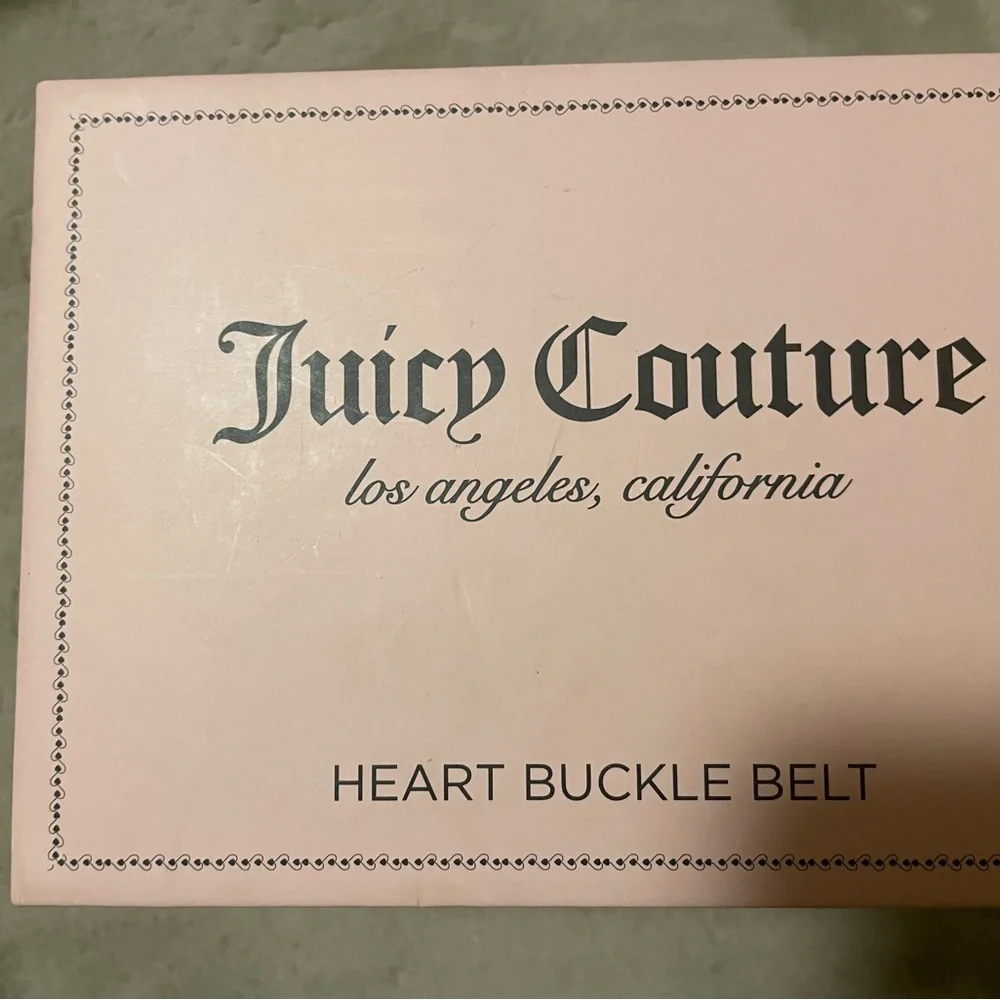 Juicy Couture
los angeles, california
HEART BUCKLE BELT